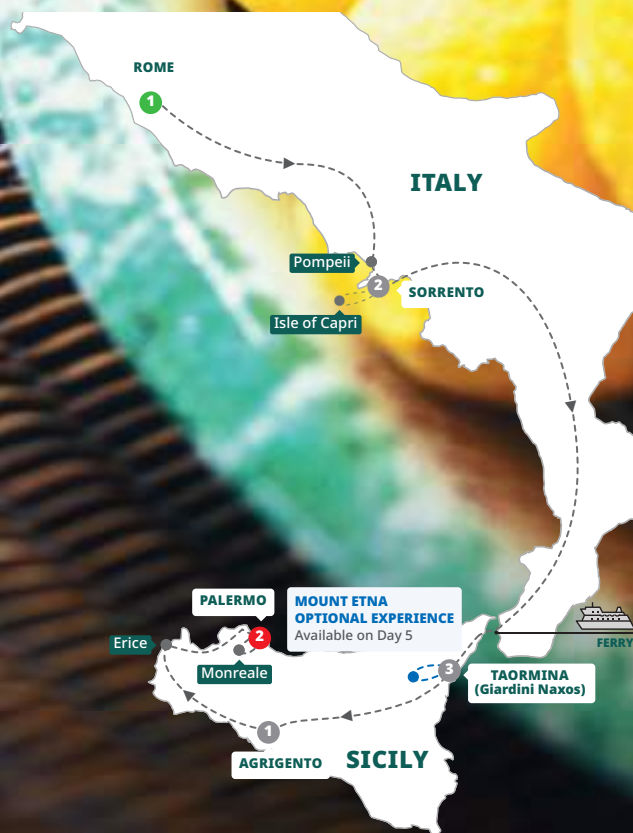 ROME
1
ITALY
Pompeii
2
SORRENTO
Isle of Capri
PALERMO
MOUNT ETNA
OPTIONAL EXPERIENCE
Available on Day 5
2
Erice
Monreale
FERRY
3
TAORMINA
(Giardini Naxos)
1
AGRIGENTO
SICILY